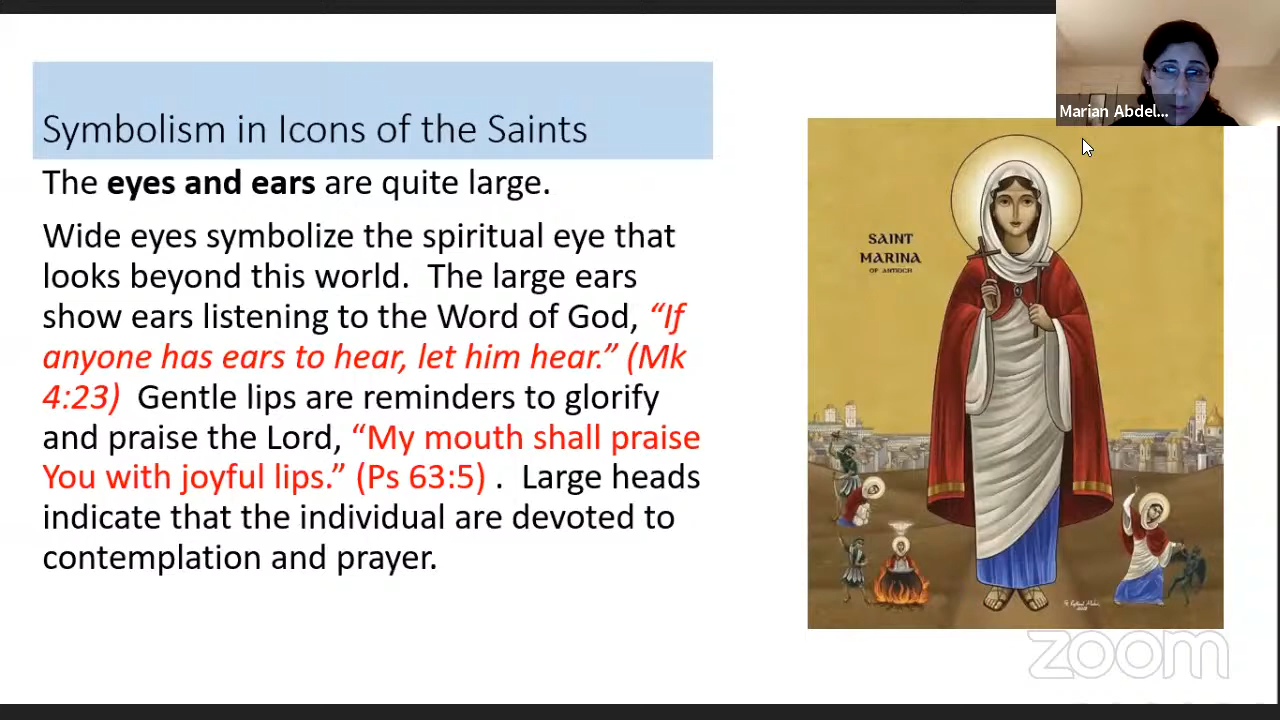 Symbolism in Icons of the Saints
The eyes and ears are quite large.
Wide eyes symbolize the spiritual eye that
looks beyond this world. The large ears
show ears listening to the Word of God, “If
anyone has ears to hear, let him hear.” (Mk
4:23) Gentle lips are reminders to glorify
and praise the Lord, “My mouth shall praise
You with joyful lips.” (Ps 63:5) . Large heads
indicate that the individual are devoted to
contemplation and prayer.
Marian Abdel...
SAINT
MARINA
OF ANTIOCH
zoom